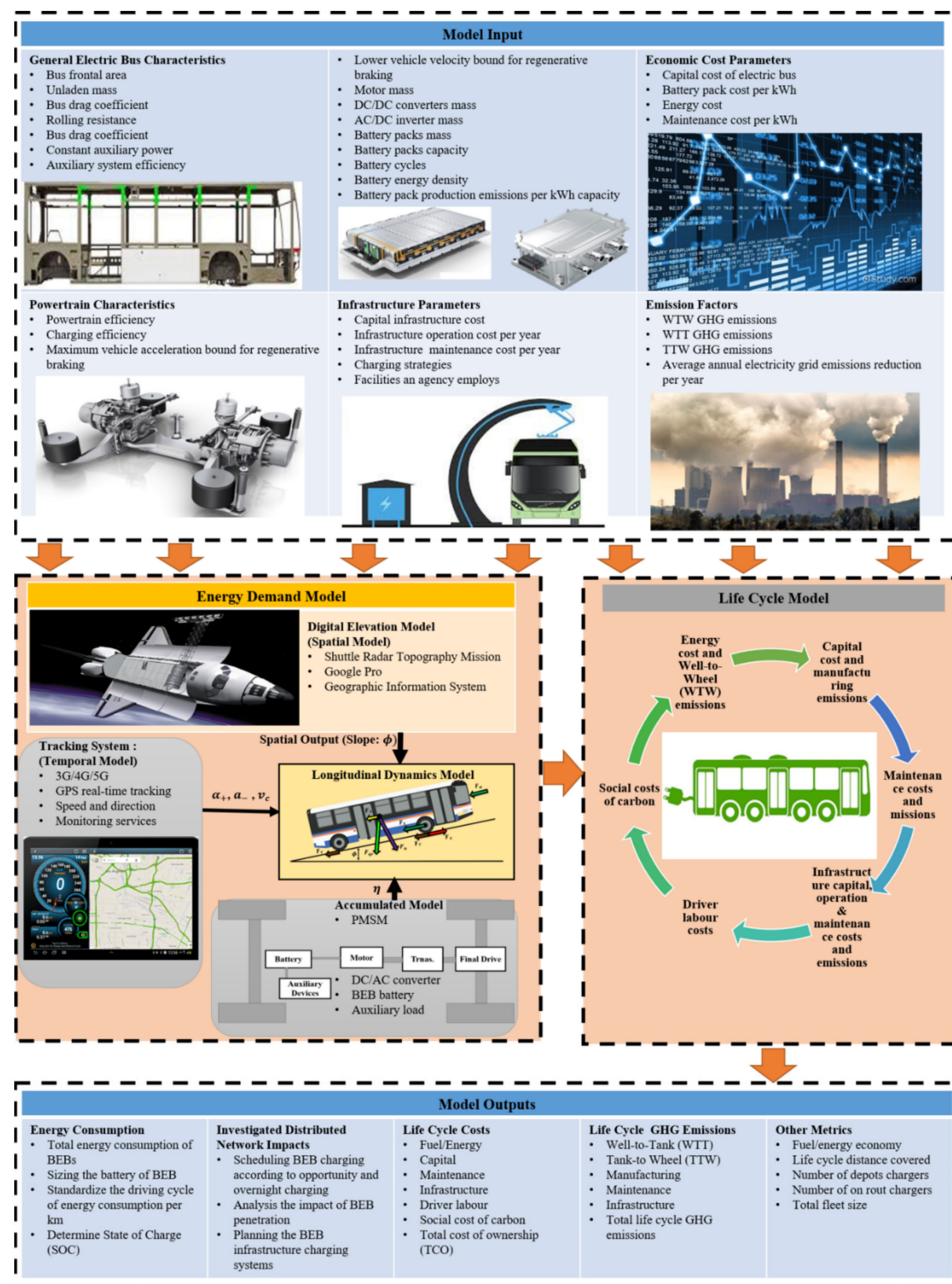 Model Input
General Electric Bus Characteristics
• Bus frontal area
• Unladen mass
• Bus drag coefficient
• Rolling resistance
• Bus drag coefficient
• Constant auxiliary power
• Auxiliary system efficiency
• Lower vehicle velocity bound for regenerative
braking
• Motor mass
• DC/DC converters mass
• AC/DC inverter mass
• Battery packs mass
• Battery packs capacity
• Battery cycles
• Battery energy density
• Battery pack production emissions per kWh capacity
Economic Cost Parameters
• Capital cost of electric bus
• Battery pack cost per kWh
• Energy cost
• Maintenance cost per kWh
©Study.com
Powertrain Characteristics
• Powertrain efficiency
• Charging efficiency
• Maximum vehicle acceleration bound for regenerative
braking
Infrastructure Parameters
• Capital infrastructure cost
• Infrastructure operation cost per year
• Infrastructure maintenance cost per year
• Charging strategies
• Facilities an agency employs
Emission Factors
• WTW GHG emissions
• WTT GHG emissions
• TTW GHG emissions
• Average annual electricity grid emissions reduction
per year
Energy Demand Model
Digital Elevation Model
(Spatial Model)
• Shuttle Radar Topography Mission
• Google Pro
• Geographic Information System
Spatial Output (Slope: ϕ)
Tracking System :
(Temporal Model)
• 3G/4G/5G
• GPS real-time tracking
• Speed and direction
• Monitoring services
α₊, a₋, v꜀
Longitudinal Dynamics Model
ϕ
η
Accumulated Model
• PMSM
Battery
Motor
Trnas.
Final Drive
Auxiliary
Devices
• DC/AC converter
• BEB battery
• Auxiliary load
Life Cycle Model
Energy
cost and
Well-to-
Wheel
(WTW)
emissions
Capital
cost and
manufactu
ring
emissions
Maintenan
ce costs
and
missions
Infrastruct
ure capital,
operation
&
maintenan
ce costs
and
emissions
Driver
labour
costs
Social costs
of carbon
Model Outputs
Energy Consumption
• Total energy consumption of
BEBs
• Sizing the battery of BEB
• Standardize the driving cycle
of energy consumption per
km
• Determine State of Charge
(SOC)
Investigated Distributed
Network Impacts
• Scheduling BEB charging
according to opportunity and
overnight charging
• Analysis the impact of BEB
penetration
• Planning the BEB
infrastructure charging
systems
Life Cycle Costs
• Fuel/Energy
• Capital
• Maintenance
• Infrastructure
• Driver labour
• Social cost of carbon
• Total cost of ownership
(TCO)
Life Cycle GHG Emissions
• Well-to-Tank (WTT)
• Tank-to Wheel (TTW)
• Manufacturing
• Maintenance
• Infrastructure
• Total life cycle GHG
emissions
Other Metrics
• Fuel/energy economy
• Life cycle distance covered
• Number of depots chargers
• Number of on rout chargers
• Total fleet size